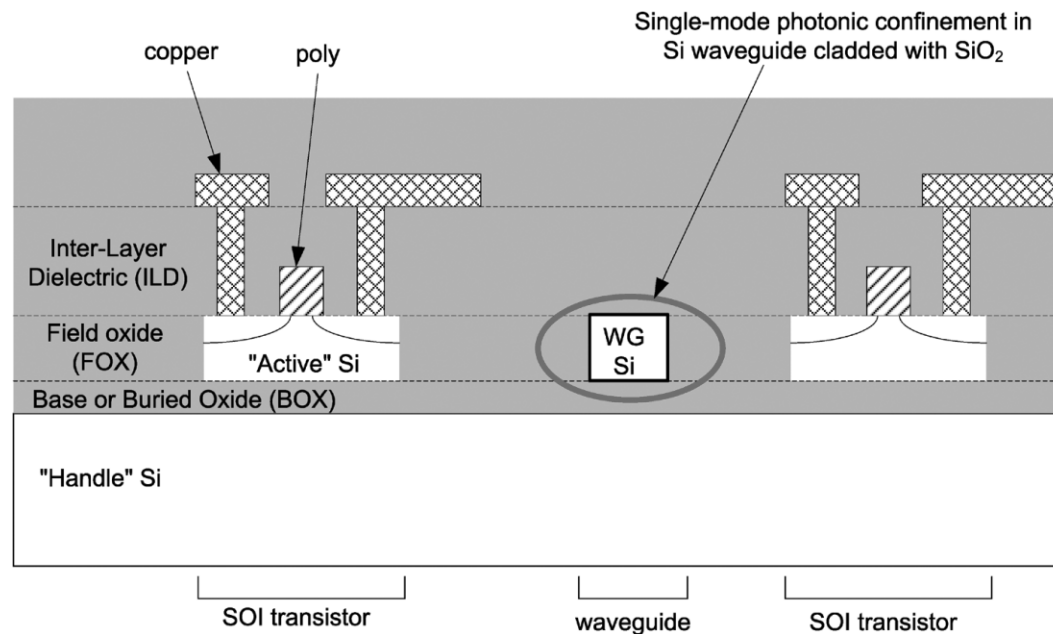 Single-mode photonic confinement in
Si waveguide cladded with SiO₂
copper
poly
Inter-Layer
Dielectric (ILD)
Field oxide
(FOX)
"Active" Si
WG
Si
Base or Buried Oxide (BOX)
"Handle" Si
SOI transistor
waveguide
SOI transistor